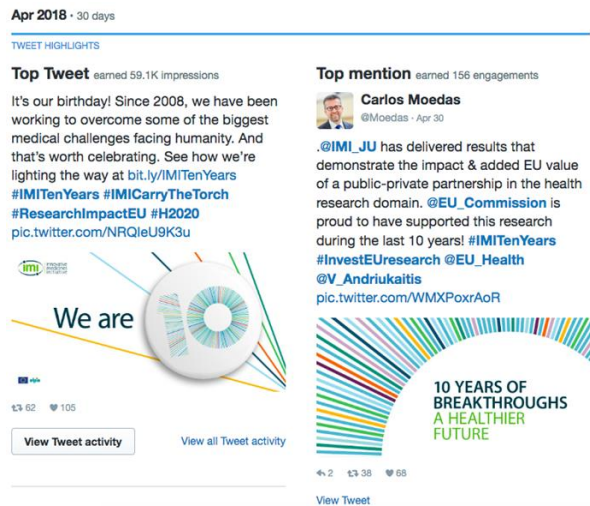 Apr 2018 · 30 days
TWEET HIGHLIGHTS
Top Tweet earned 59.1K impressions
It's our birthday! Since 2008, we have been
working to overcome some of the biggest
medical challenges facing humanity. And
that's worth celebrating. See how we're
lighting the way at bit.ly/IMITenYears
#IMITenYears #IMICarryTheTorch
#ResearchImpactEU #H2020
pic.twitter.com/NRQIeU9K3u
imi
We are 10
62 105
View Tweet activity
View all Tweet activity
Top mention earned 156 engagements
Carlos Moedas
@Moedas · Apr 30
.@IMI_JU has delivered results that
demonstrate the impact & added EU value
of a public-private partnership in the health
research domain. @EU_Commission is
proud to have supported this research
during the last 10 years! #IMITenYears
#InvestEUresearch @EU_Health
@V_Andriukaitis
pic.twitter.com/WMXPoxrAoR
10 YEARS OF
BREAKTHROUGHS
A HEALTHIER
FUTURE
2 38 68
View Tweet